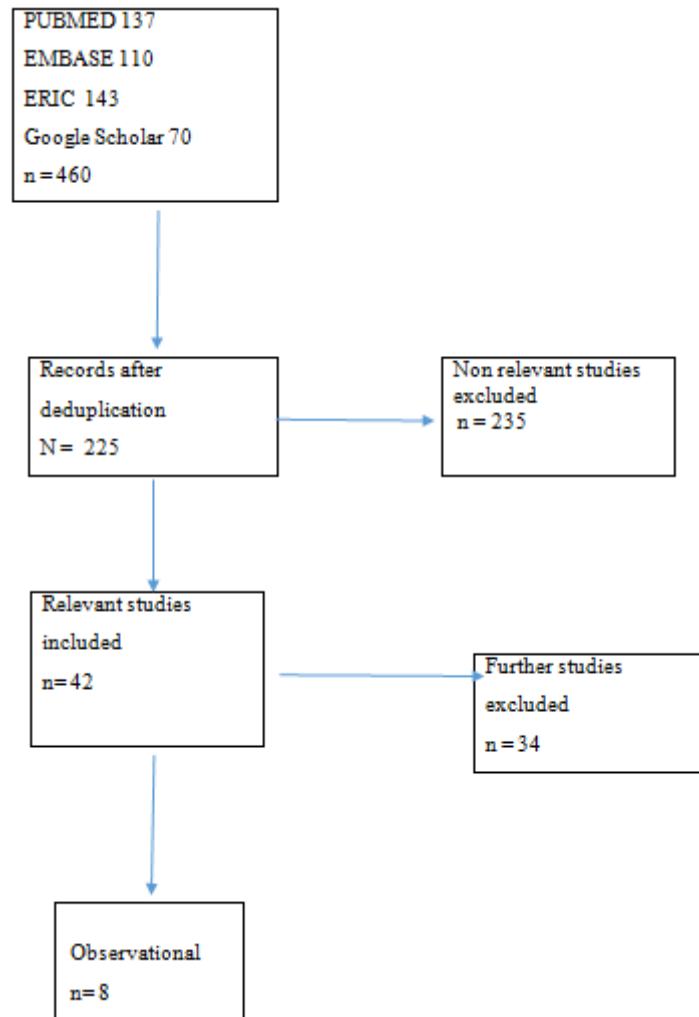 PUBMED 137
EMBASE 110
ERIC  143
Google Scholar 70
n = 460
Records after
deduplication
N =  225
Non relevant studies
excluded
n = 235
Relevant studies
included
n= 42
Further studies
excluded
n = 34
Observational
n= 8